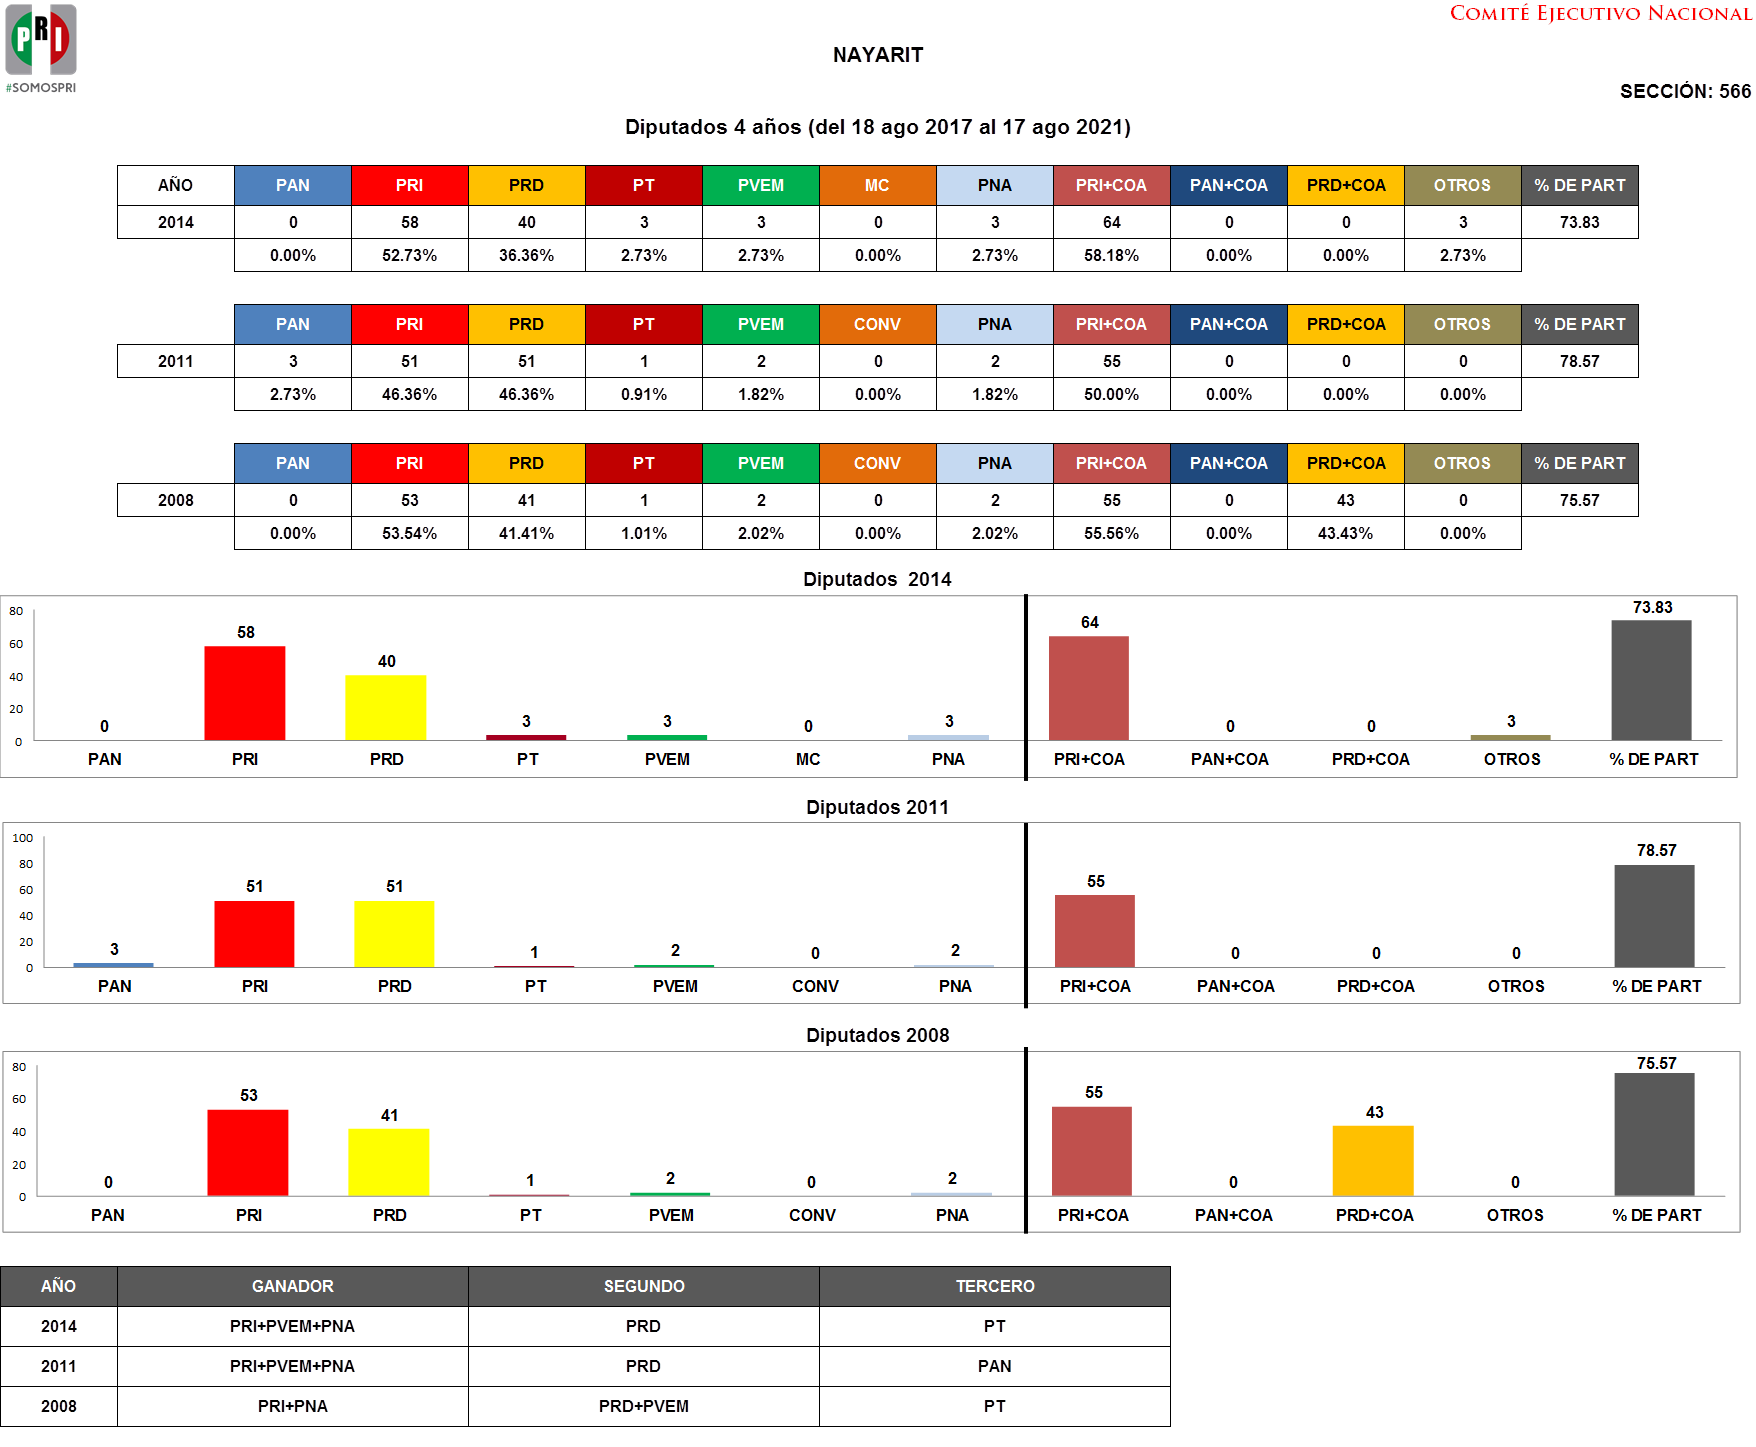 PRI
#SOMOSPRI
COMITÉ EJECUTIVO NACIONAL
NAYARIT
SECCIÓN: 566
Diputados 4 años (del 18 ago 2017 al 17 ago 2021)
AÑO PAN PRI PRD PT PVEM MC PNA PRI+COA PAN+COA PRD+COA OTROS % DE PART
2014 0 58 40 3 3 0 3 64 0 0 3 73.83
0.00% 52.73% 36.36% 2.73% 2.73% 0.00% 2.73% 58.18% 0.00% 0.00% 2.73%
PAN PRI PRD PT PVEM CONV PNA PRI+COA PAN+COA PRD+COA OTROS % DE PART
2011 3 51 51 1 2 0 2 55 0 0 0 78.57
2.73% 46.36% 46.36% 0.91% 1.82% 0.00% 1.82% 50.00% 0.00% 0.00% 0.00%
PAN PRI PRD PT PVEM CONV PNA PRI+COA PAN+COA PRD+COA OTROS % DE PART
2008 0 53 41 1 2 0 2 55 0 43 0 75.57
0.00% 53.54% 41.41% 1.01% 2.02% 0.00% 2.02% 55.56% 0.00% 43.43% 0.00%
Diputados 2014
80
60
40
20
0
0 58 40 3 3 0 3 64 0 0 3 73.83
PAN PRI PRD PT PVEM MC PNA PRI+COA PAN+COA PRD+COA OTROS % DE PART
Diputados 2011
100
80
60
40
20
0
3 51 51 1 2 0 2 55 0 0 0 78.57
PAN PRI PRD PT PVEM CONV PNA PRI+COA PAN+COA PRD+COA OTROS % DE PART
Diputados 2008
80
60
40
20
0
0 53 41 1 2 0 2 55 0 43 0 75.57
PAN PRI PRD PT PVEM CONV PNA PRI+COA PAN+COA PRD+COA OTROS % DE PART
AÑO GANADOR SEGUNDO TERCERO
2014 PRI+PVEM+PNA PRD PT
2011 PRI+PVEM+PNA PRD PAN
2008 PRI+PNA PRD+PVEM PT